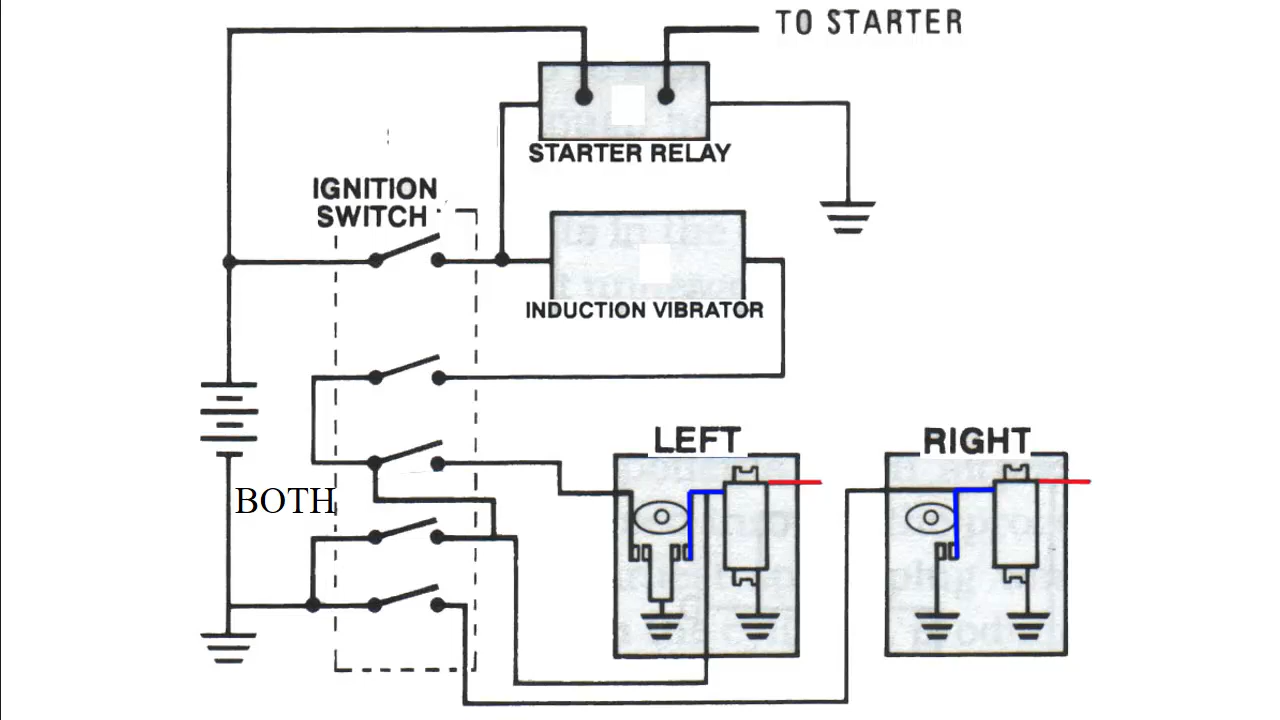 TO STARTER
STARTER RELAY
IGNITION
SWITCH
INDUCTION VIBRATOR
LEFT
RIGHT
BOTH